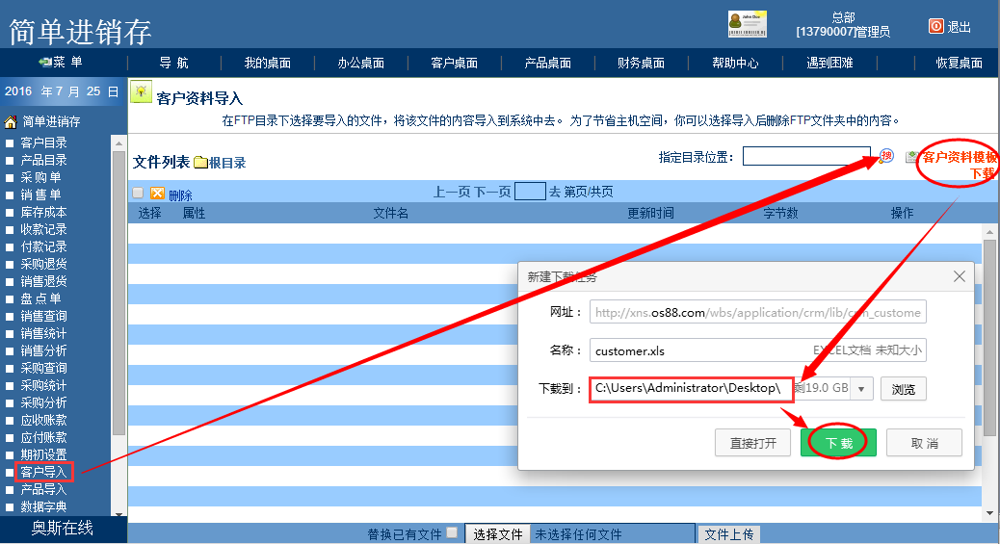 简单进销存
John Doe
总部
[13790007]管理员
退出
菜 单
导 航
我的桌面
办公桌面
客户桌面
产品桌面
财务桌面
帮助中心
遇到困难
恢复桌面
2016 年 7 月 25 日
简单进销存
客户目录
产品目录
采 购 单
销 售 单
库存成本
收款记录
付款记录
采购退货
销售退货
盘 点 单
销售查询
销售统计
销售分析
采购查询
采购统计
采购分析
应收账款
应付账款
期初设置
客户导入
产品导入
数据字典
奥斯在线
客户资料导入
在FTP目录下选择要导入的文件，将该文件的内容导入到系统中去。 为了节省主机空间，你可以选择导入后删除FTP文件夹中的内容。
文件列表 根目录
指定目录位置：
搜
客户资料模板
下载
删除
上一页 下一页 去 第页/共页
选择 属性 文件名 更新时间 字节数 操作
新建下载任务
网址： http://xns.os88.com/wbs/application/crm/lib/crm_custome
名称： customer.xls EXCEL文档 未知大小
下载到： C:\Users\Administrator\Desktop\ 剩19.0 GB 浏览
直接打开 下 载 取 消
替换已有文件 选择文件 未选择任何文件 文件上传